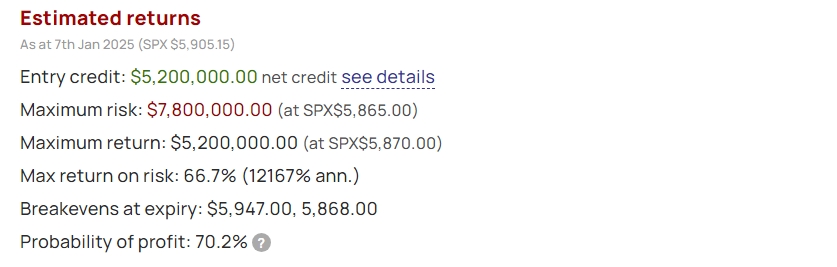 Estimated returns
As at 7th Jan 2025 (SPX $5,905.15)
Entry credit: $5,200,000.00 net credit see details
Maximum risk: $7,800,000.00 (at SPX$5,865.00)
Maximum return: $5,200,000.00 (at SPX$5,870.00)
Max return on risk: 66.7% (12167% ann.)
Breakevens at expiry: $5,947.00, 5,868.00
Probability of profit: 70.2% ?